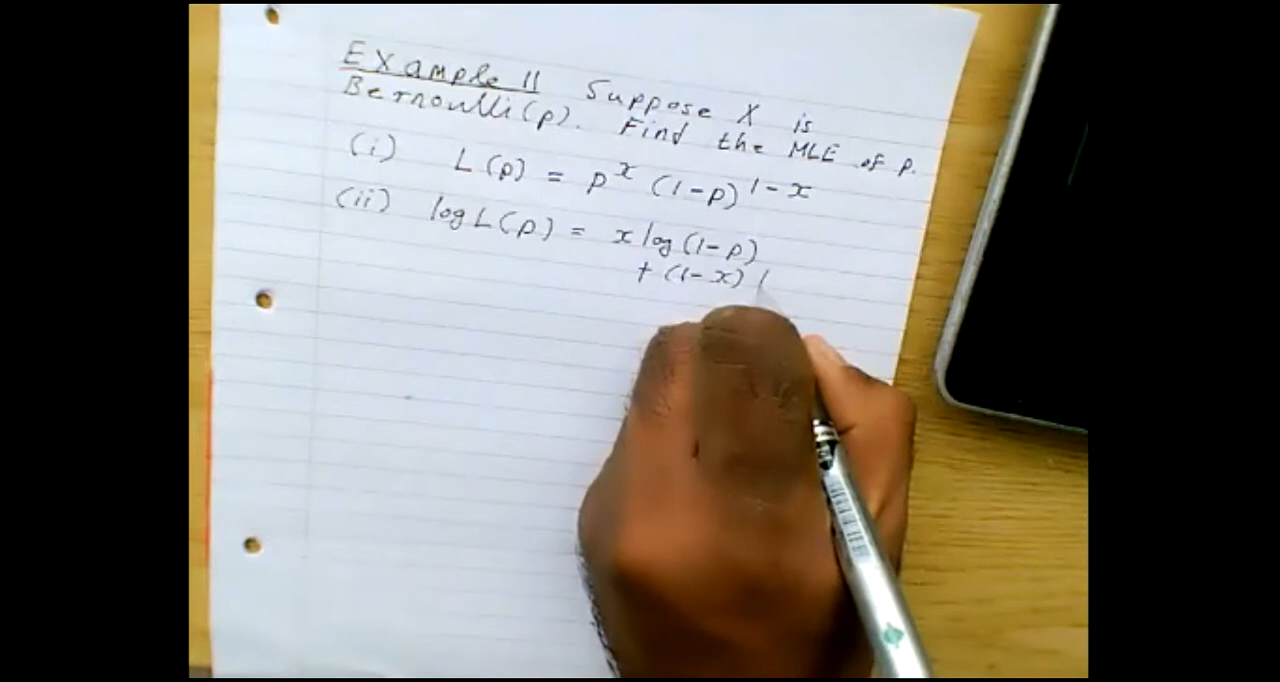 Example 11 Suppose X is
Bernoulli(p). Find the MLE of p.
(i) L(p) = p^x (1-p)^1-x
(ii) log L(p) = x log(1-p)
+ (1-x) l